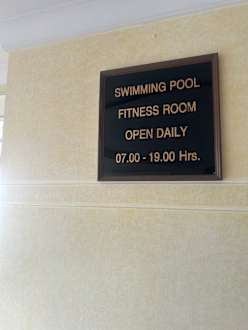 SWIMMING POOL
FITNESS ROOM
OPEN DAILY
07.00 - 19.00 Hrs.